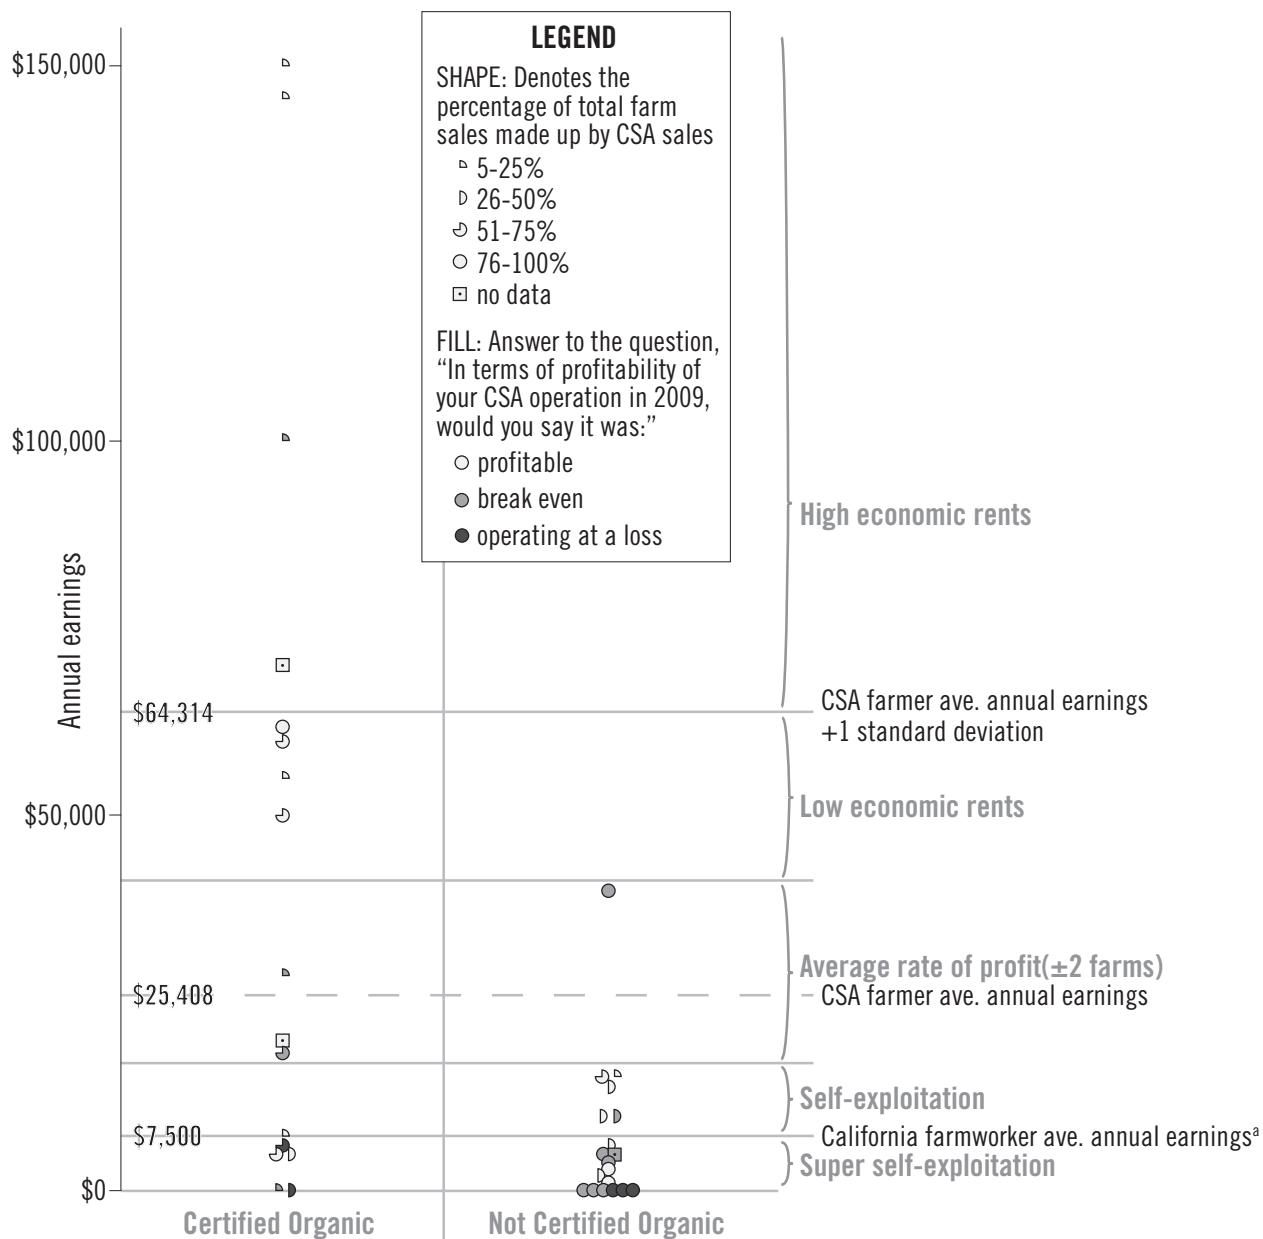 LEGEND
SHAPE: Denotes the
percentage of total farm
sales made up by CSA sales
5-25%
26-50%
51-75%
76-100%
no data
FILL: Answer to the question,
“In terms of profitability of
your CSA operation in 2009,
would you say it was:”
profitable
break even
operating at a loss
Annual earnings
$150,000
$100,000
$50,000
$0
$64,314
$25,408
$7,500
High economic rents
CSA farmer ave. annual earnings
+1 standard deviation
Low economic rents
Average rate of profit(±2 farms)
CSA farmer ave. annual earnings
Self-exploitation
California farmworker ave. annual earningsª
Super self-exploitation
Certified Organic
Not Certified Organic